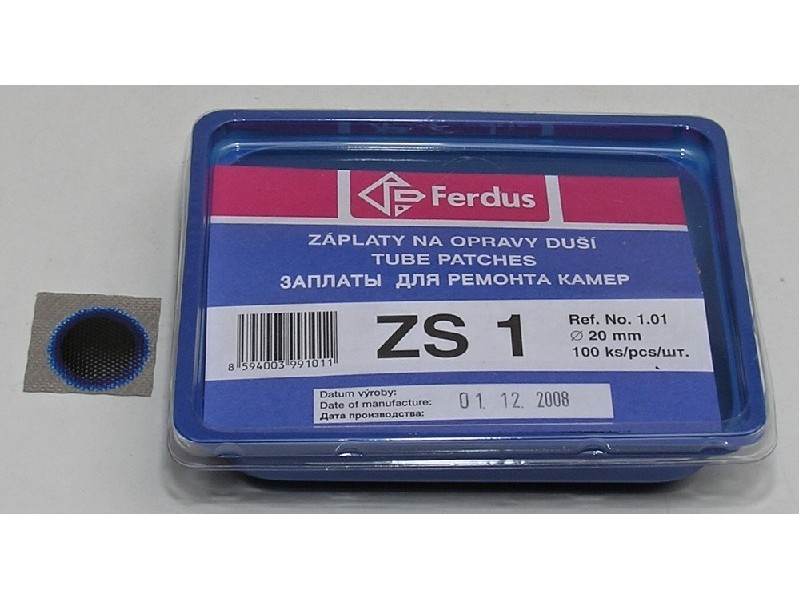 Ferdus
ZÁPLATY NA OPRAVY DUŠÍ
TUBE PATCHES
ЗАПЛАТЫ ДЛЯ РЕМОНТА КАМЕР
ZS 1
Ref. No. 1.01
∅ 20 mm
100 ks/pcs/шт.
8 594003 991011
Datum výroby:
Date of manufacture:
Дата производства:
01. 12. 2008